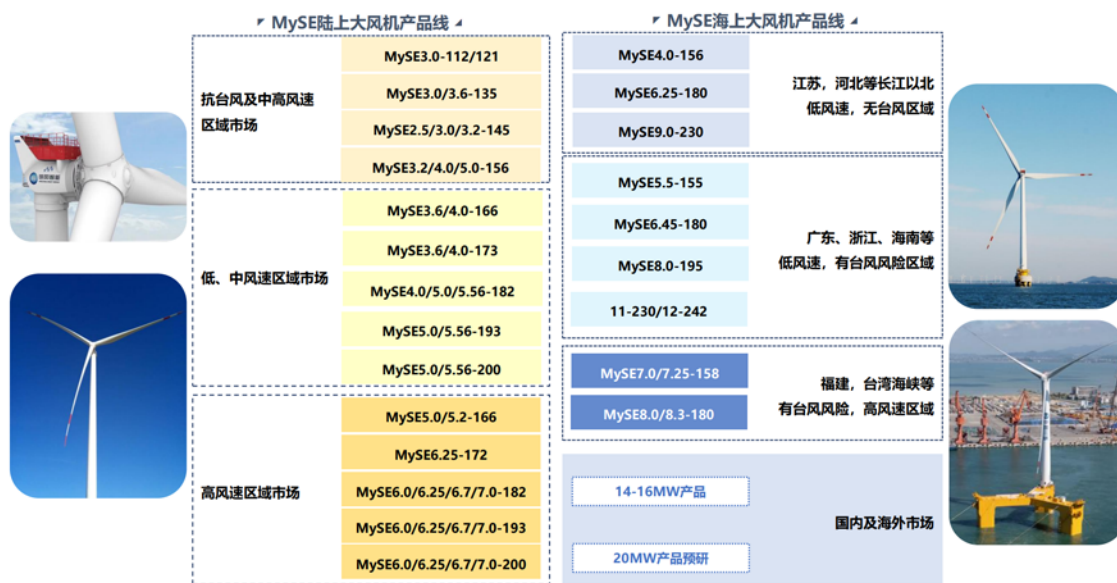 MySE陆上大风机产品线
抗台风及中高风速
区域市场
MySE3.0-112/121
MySE3.0/3.6-135
MySE2.5/3.0/3.2-145
MySE3.2/4.0/5.0-156
低、中风速区域市场
MySE3.6/4.0-166
MySE3.6/4.0-173
MySE4.0/5.0/5.56-182
MySE5.0/5.56-193
MySE5.0/5.56-200
高风速区域市场
MySE5.0/5.2-166
MySE6.25-172
MySE6.0/6.25/6.7/7.0-182
MySE6.0/6.25/6.7/7.0-193
MySE6.0/6.25/6.7/7.0-200
MySE海上大风机产品线
MySE4.0-156
MySE6.25-180
MySE9.0-230
江苏，河北等长江以北
低风速，无台风区域
MySE5.5-155
MySE6.45-180
MySE8.0-195
11-230/12-242
广东、浙江、海南等
低风速，有台风风险区域
MySE7.0/7.25-158
MySE8.0/8.3-180
福建，台湾海峡等
有台风风险，高风速区域
14-16MW产品
20MW产品预研
国内及海外市场